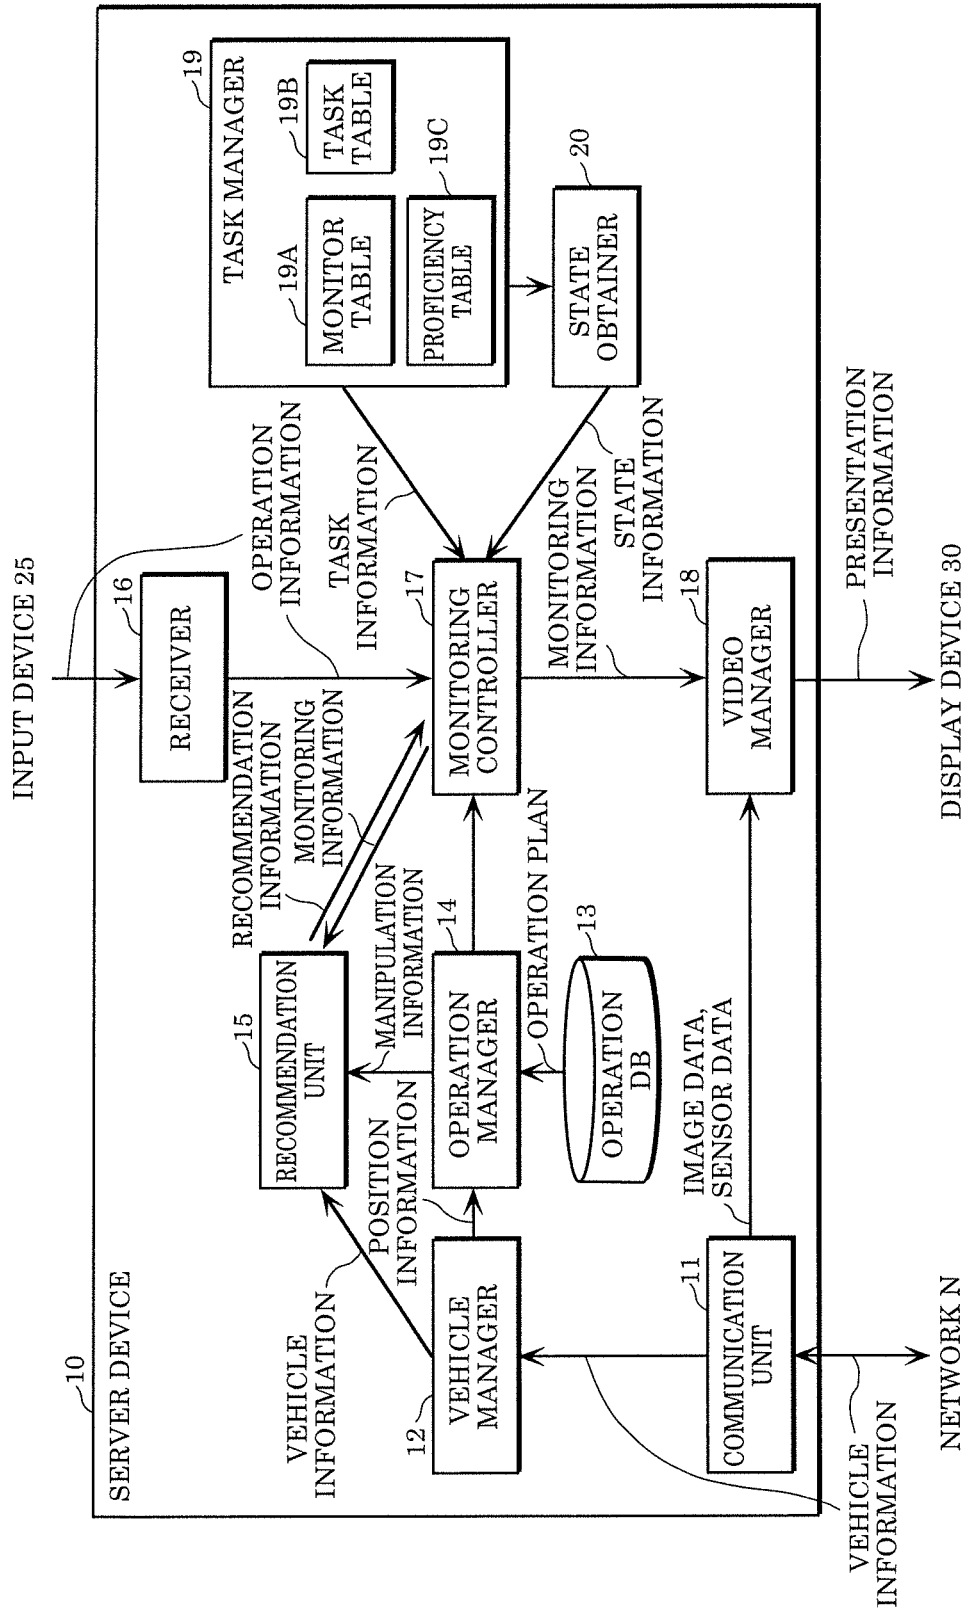 INPUT DEVICE 25
10
SERVER DEVICE
16
RECEIVER
OPERATION
INFORMATION
19
TASK MANAGER
19A
MONITOR
TABLE
19B
TASK
TABLE
19C
PROFICIENCY
TABLE
15
RECOMMENDATION
UNIT
RECOMMENDATION
INFORMATION
MONITORING
INFORMATION
TASK
INFORMATION
VEHICLE
INFORMATION
POSITION
INFORMATION
MANIPULATION
INFORMATION
12
VEHICLE
MANAGER
14
OPERATION
MANAGER
17
MONITORING
CONTROLLER
20
STATE
OBTAINER
OPERATION PLAN
13
OPERATION
DB
MONITORING
INFORMATION
STATE
INFORMATION
11
COMMUNICATION
UNIT
IMAGE DATA,
SENSOR DATA
18
VIDEO
MANAGER
VEHICLE
INFORMATION
PRESENTATION
INFORMATION
NETWORK N
DISPLAY DEVICE 30